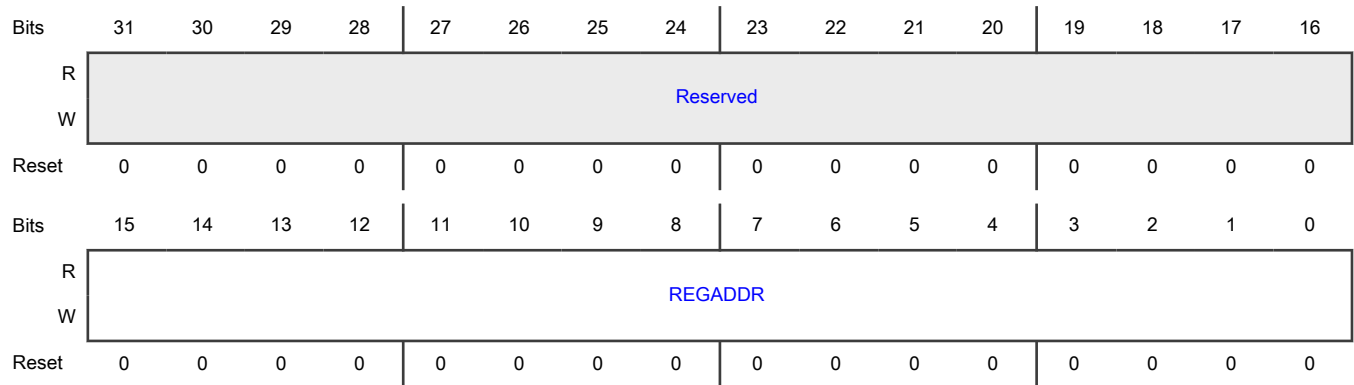 Bits 31 30 29 28 27 26 25 24 23 22 21 20 19 18 17 16
R
Reserved
W
Reset 0 0 0 0 0 0 0 0 0 0 0 0 0 0 0 0
Bits 15 14 13 12 11 10 9 8 7 6 5 4 3 2 1 0
R
REGADDR
W
Reset 0 0 0 0 0 0 0 0 0 0 0 0 0 0 0 0